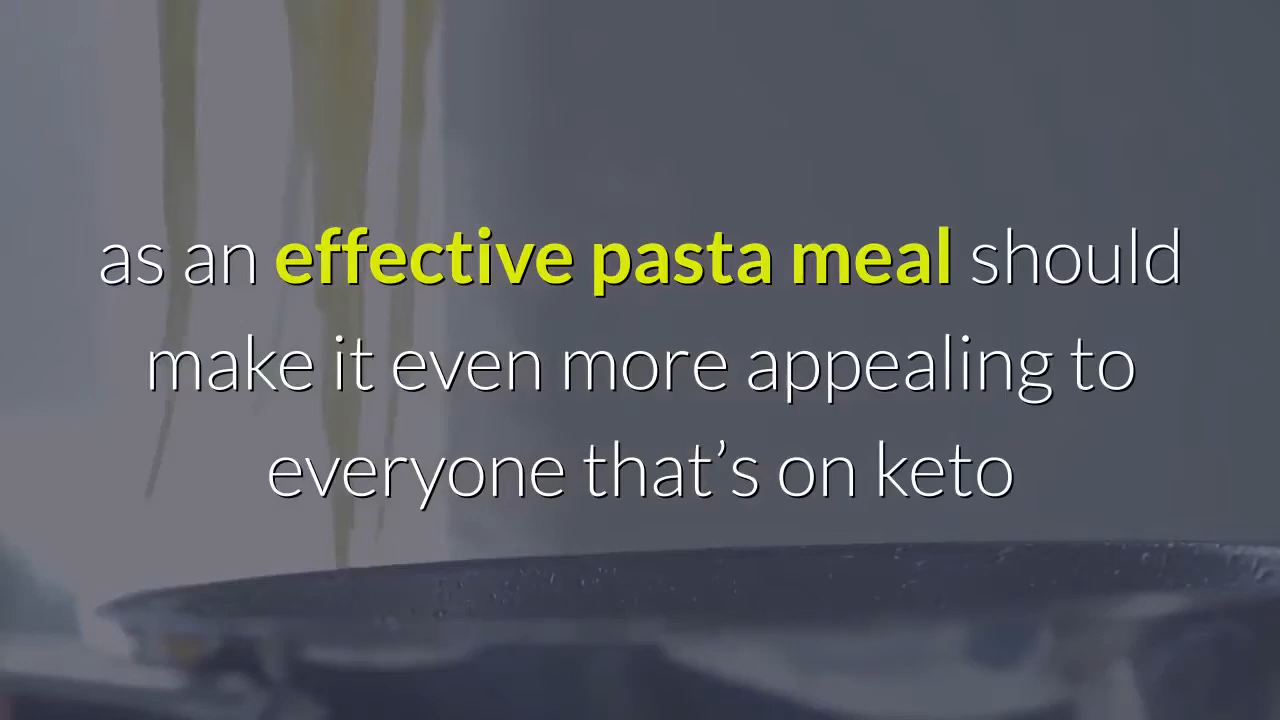 as an effective pasta meal should
make it even more appealing to
everyone that’s on keto